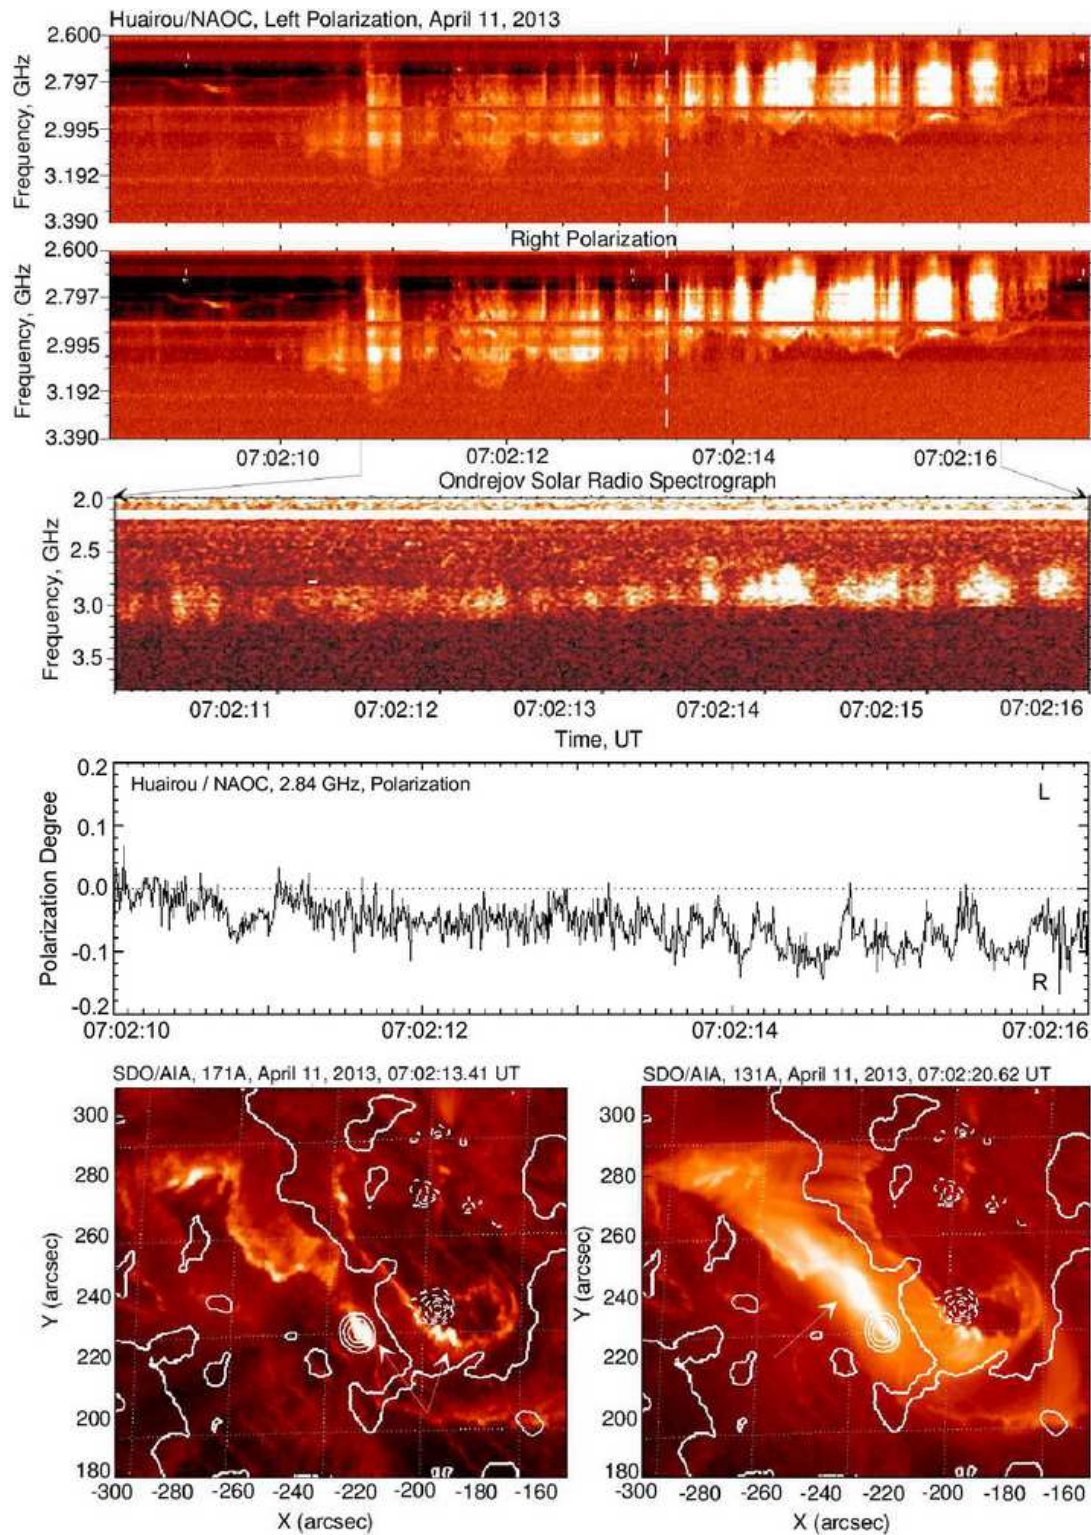 Huairou/NAOC, Left Polarization, April 11, 2013
Frequency, GHz
2.600
2.797
2.995
3.192
3.390
Right Polarization
Frequency, GHz
2.600
2.797
2.995
3.192
3.390
07:02:10 07:02:12 07:02:14 07:02:16
Ondrejov Solar Radio Spectrograph
Frequency, GHz
2.0
2.5
3.0
3.5
07:02:11 07:02:12 07:02:13 07:02:14 07:02:15 07:02:16
Time, UT
Huairou / NAOC, 2.84 GHz, Polarization
Polarization Degree
0.2
0.1
0.0
-0.1
-0.2
L
R
07:02:10 07:02:12 07:02:14 07:02:16
SDO/AIA, 171A, April 11, 2013, 07:02:13.41 UT
Y (arcsec)
300
280
260
240
220
200
180
-300 -280 -260 -240 -220 -200 -180 -160
X (arcsec)
SDO/AIA, 131A, April 11, 2013, 07:02:20.62 UT
Y (arcsec)
300
280
260
240
220
200
180
-300 -280 -260 -240 -220 -200 -180 -160
X (arcsec)